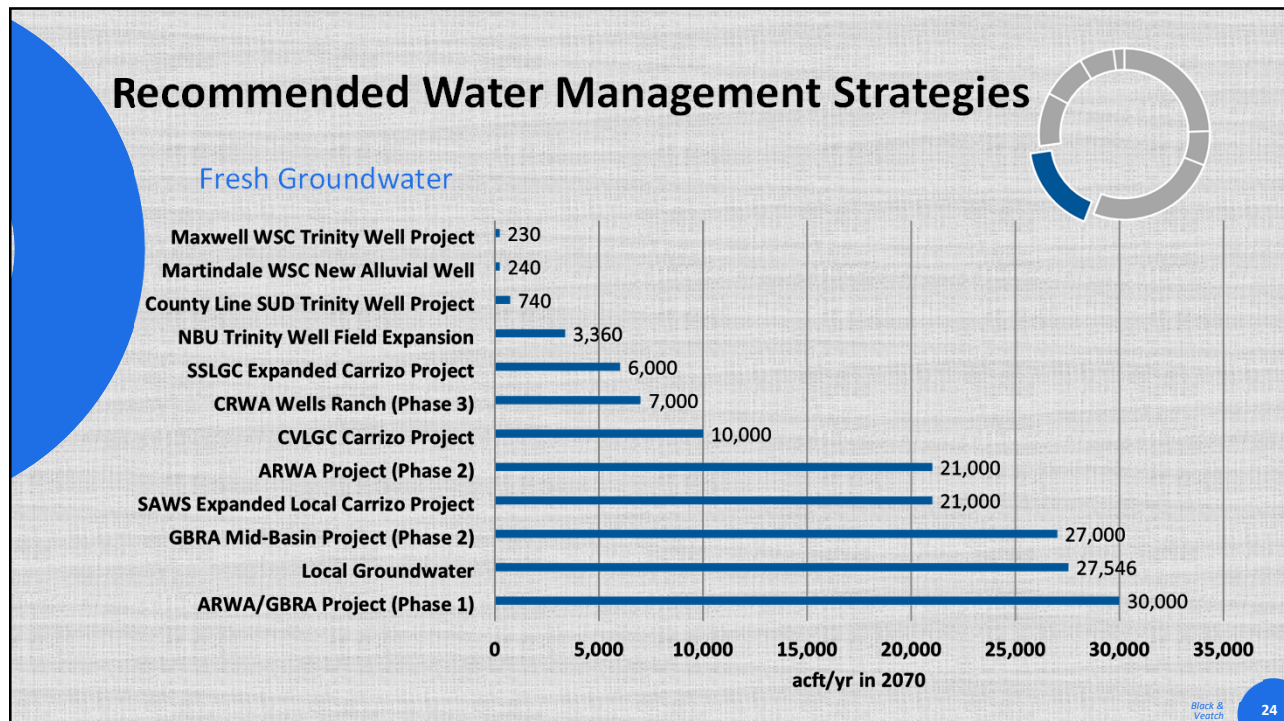 Recommended Water Management Strategies
Fresh Groundwater
Maxwell WSC Trinity Well Project 230
Martindale WSC New Alluvial Well 240
County Line SUD Trinity Well Project 740
NBU Trinity Well Field Expansion 3,360
SSLGC Expanded Carrizo Project 6,000
CRWA Wells Ranch (Phase 3) 7,000
CVLGC Carrizo Project 10,000
ARWA Project (Phase 2) 21,000
SAWS Expanded Local Carrizo Project 21,000
GBRA Mid-Basin Project (Phase 2) 27,000
Local Groundwater 27,546
ARWA/GBRA Project (Phase 1) 30,000
0 5,000 10,000 15,000 20,000 25,000 30,000 35,000
acft/yr in 2070
Black &
Veatch
24